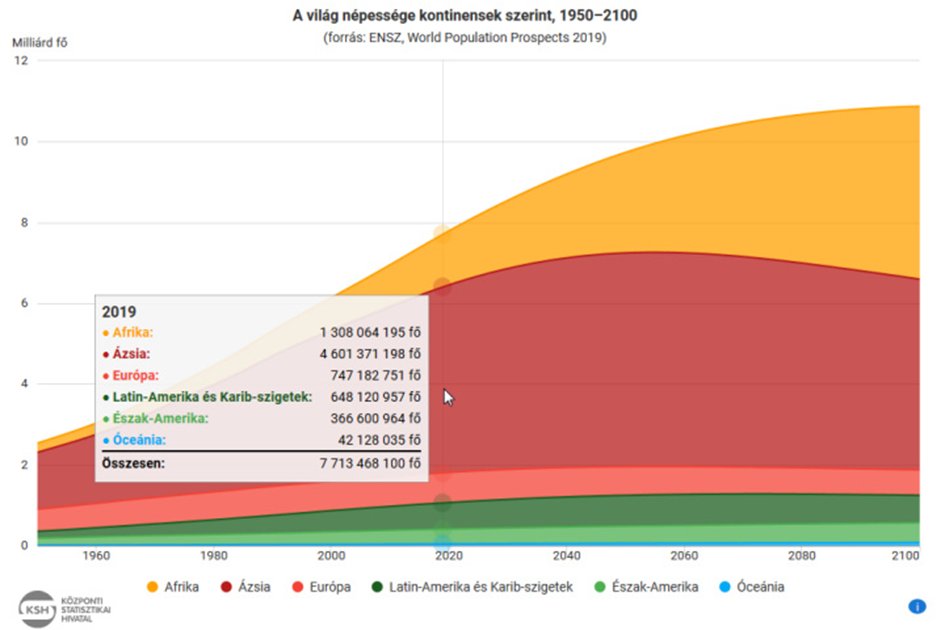 A világ népessége kontinensek szerint, 1950–2100
(forrás: ENSZ, World Population Prospects 2019)
Milliárd fő
12
10
8
6
4
2
0
2019
● Afrika: 1 308 064 195 fő
● Ázsia: 4 601 371 198 fő
● Európa: 747 182 751 fő
● Latin-Amerika és Karib-szigetek: 648 120 957 fő
● Észak-Amerika: 366 600 964 fő
● Óceánia: 42 128 035 fő
Összesen: 7 713 468 100 fő
1960 1980 2000 2020 2040 2060 2080 2100
Afrika Ázsia Európa Latin-Amerika és Karib-szigetek Észak-Amerika Óceánia
KSH
KÖZPONTI
STATISZTIKAI
HIVATAL
i